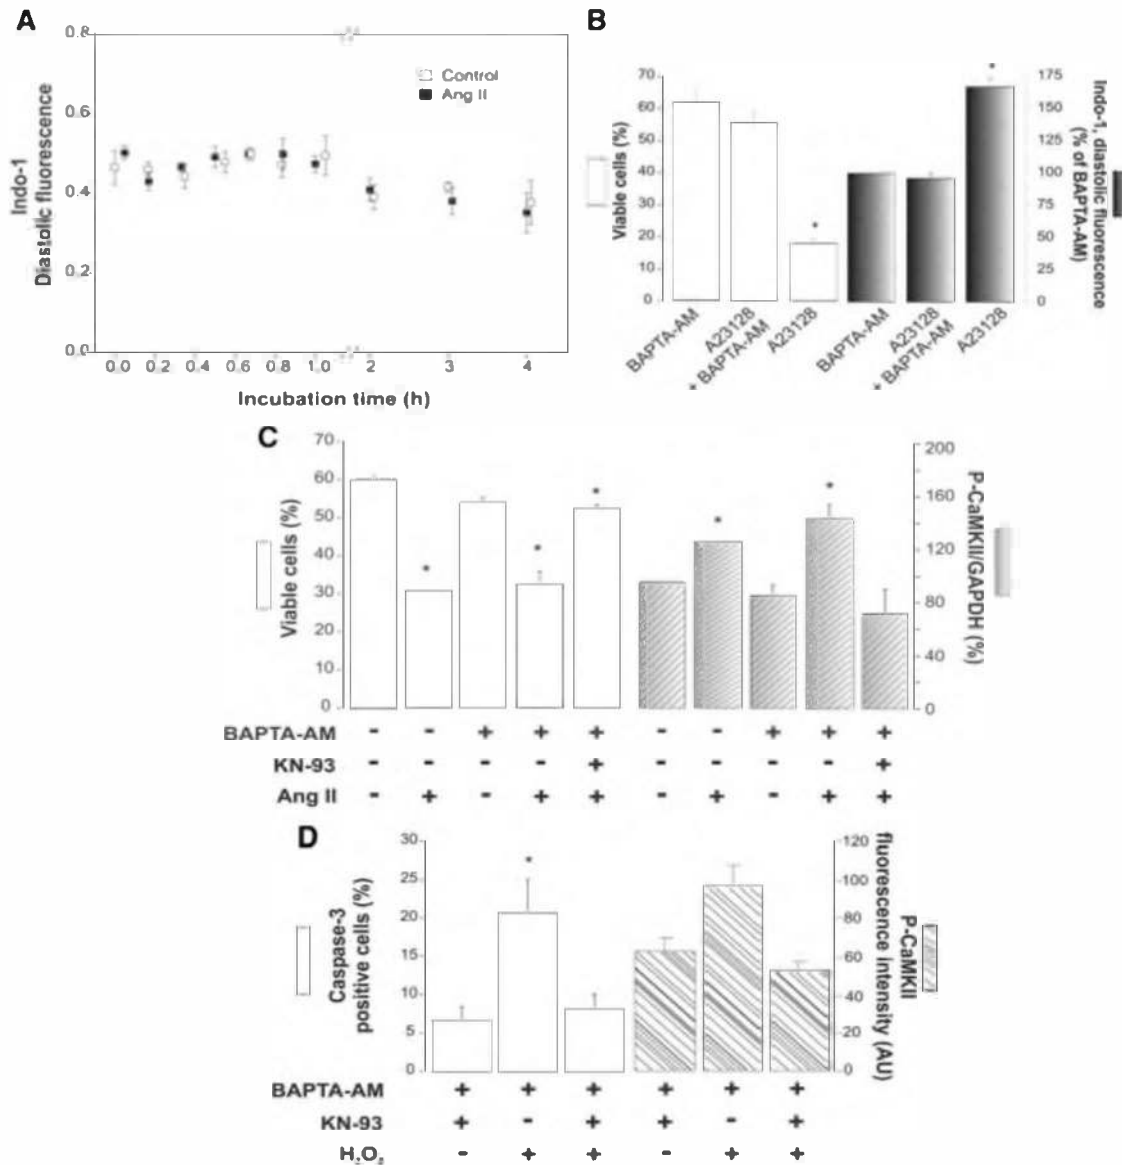 A
0.8
0.6
0.4
0.2
0.0
Indo-1
Diastolic fluorescence
Control
Ang II
0.0 0.2 0.4 0.6 0.8 1.0 2 3 4
Incubation time (h)
B
70
60
50
40
30
20
10
0
Viable cells (%)
*
*
175
150
125
100
75
50
25
0
Indo-1, diastolic fluorescence
(% of BAPTA-AM)
BAPTA-AM
A23128
+ BAPTA-AM
A23128
BAPTA-AM
A23128
+ BAPTA-AM
A23128
C
70
60
50
40
30
20
10
0
Viable cells (%)
* * * * *
200
160
120
80
40
0
P-CaMKII/GAPDH (%)
BAPTA-AM - - + + + - - + + +
KN-93 - - - - + - - - - +
Ang II - + - + + - + - + +
D
30
25
20
15
10
5
0
Caspase-3
positive cells (%)
*
120
100
80
60
40
20
0
P-CaMKII
fluorescence intensity (AU)
BAPTA-AM + + + + + +
KN-93 + - + + - +
H₂O₂ - + + - + +